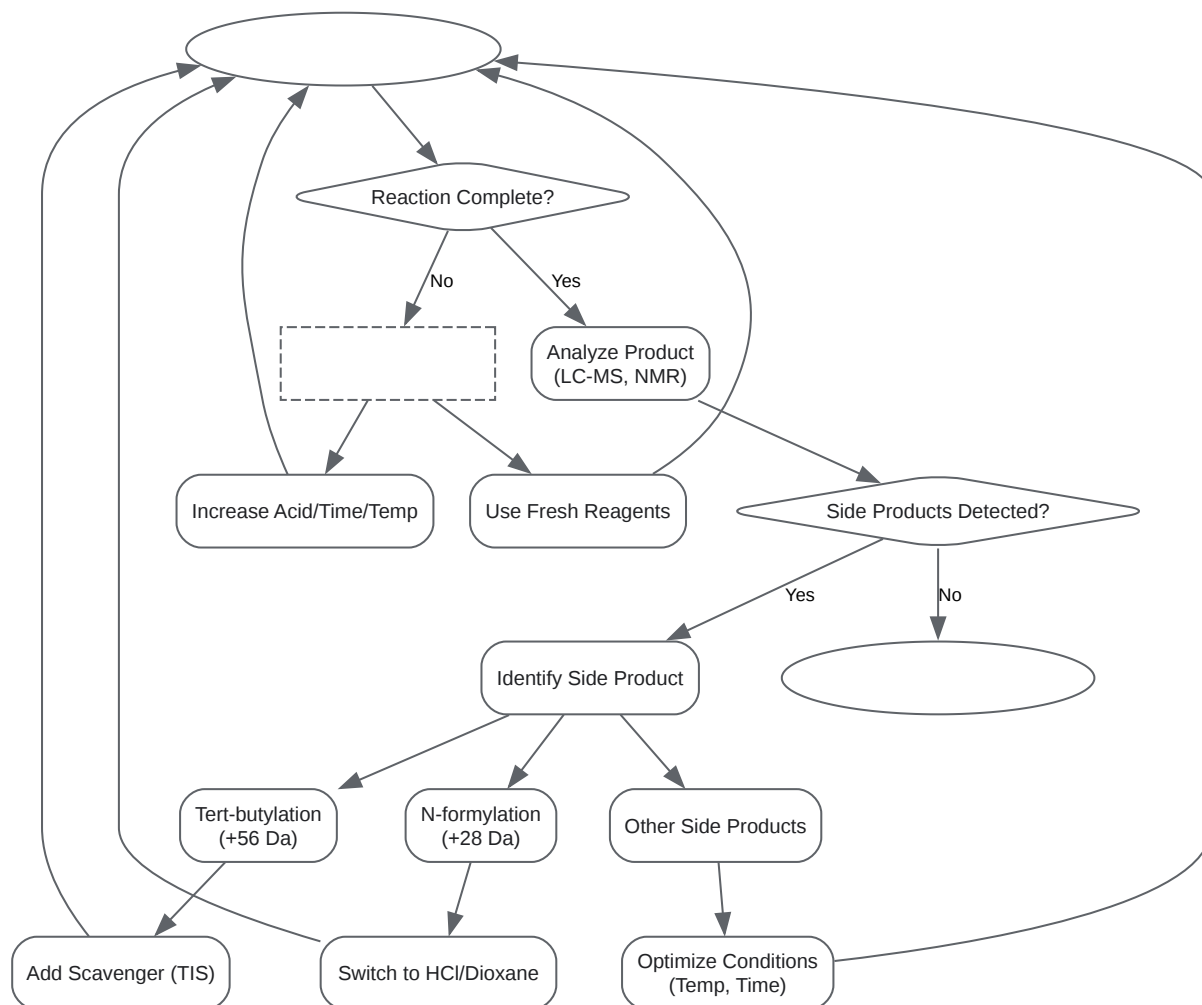 Reaction Complete?
No
Yes
Analyze Product
(LC-MS, NMR)
Increase Acid/Time/Temp
Use Fresh Reagents
Side Products Detected?
Yes
No
Identify Side Product
Tert-butylation
(+56 Da)
N-formylation
(+28 Da)
Other Side Products
Add Scavenger (TIS)
Switch to HCl/Dioxane
Optimize Conditions
(Temp, Time)